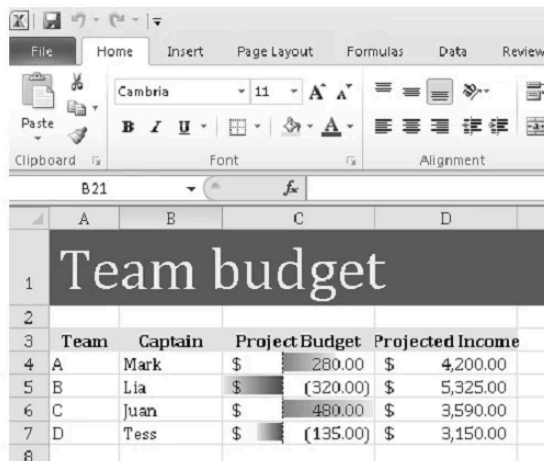 File Home Insert Page Layout Formulas Data Review
Cambria 11 A A
Paste B I U A
Clipboard Font Alignment
B21 fx
A B C D
1 Team budget
2
3 Team Captain Project Budget Projected Income
4 A Mark $ 280.00 $ 4,200.00
5 B Lia $ (320.00) $ 5,325.00
6 C Juan $ 480.00 $ 3,590.00
7 D Tess $ (135.00) $ 3,150.00
8